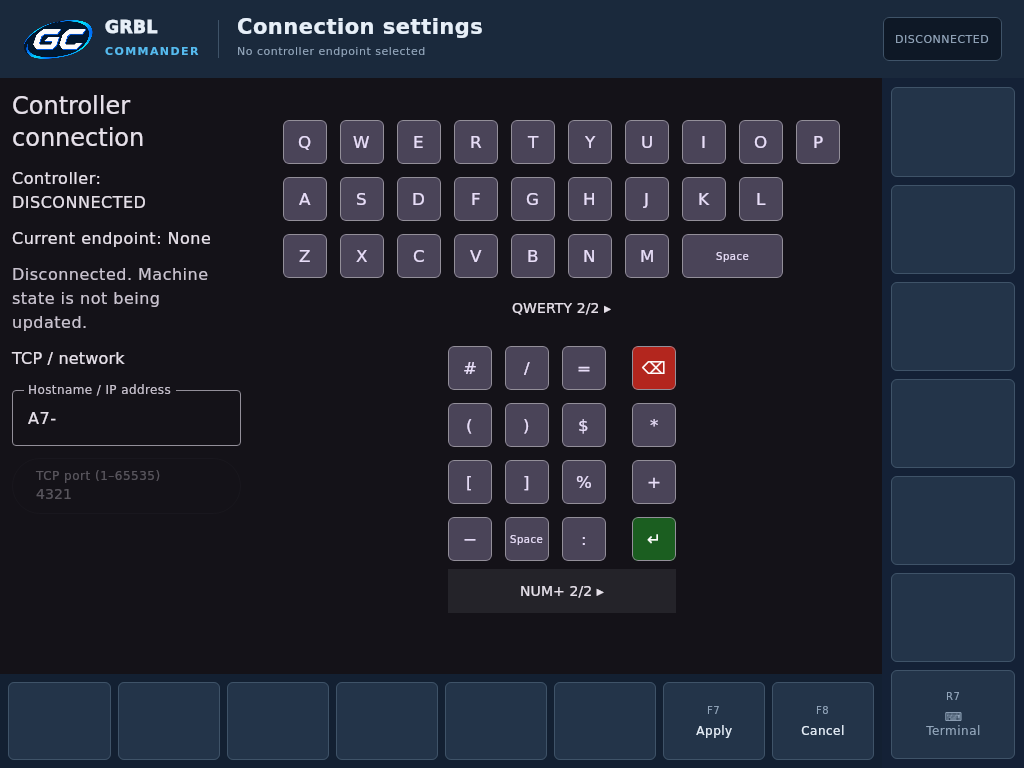 GC
GRBL
COMMANDER
Connection settings
No controller endpoint selected
DISCONNECTED
Controller
connection
Controller:
DISCONNECTED
Current endpoint: None
Disconnected. Machine
state is not being
updated.
TCP / network
Hostname / IP address
A7-
TCP port (1–65535)
4321
Q W E R T Y U I O P
A S D F G H J K L
Z X C V B N M Space
QWERTY 2/2 ▸
# / = ⌫
( ) $ *
[ ] % +
− Space : ↵
NUM+ 2/2 ▸
F7
Apply
F8
Cancel
R7
⌨
Terminal